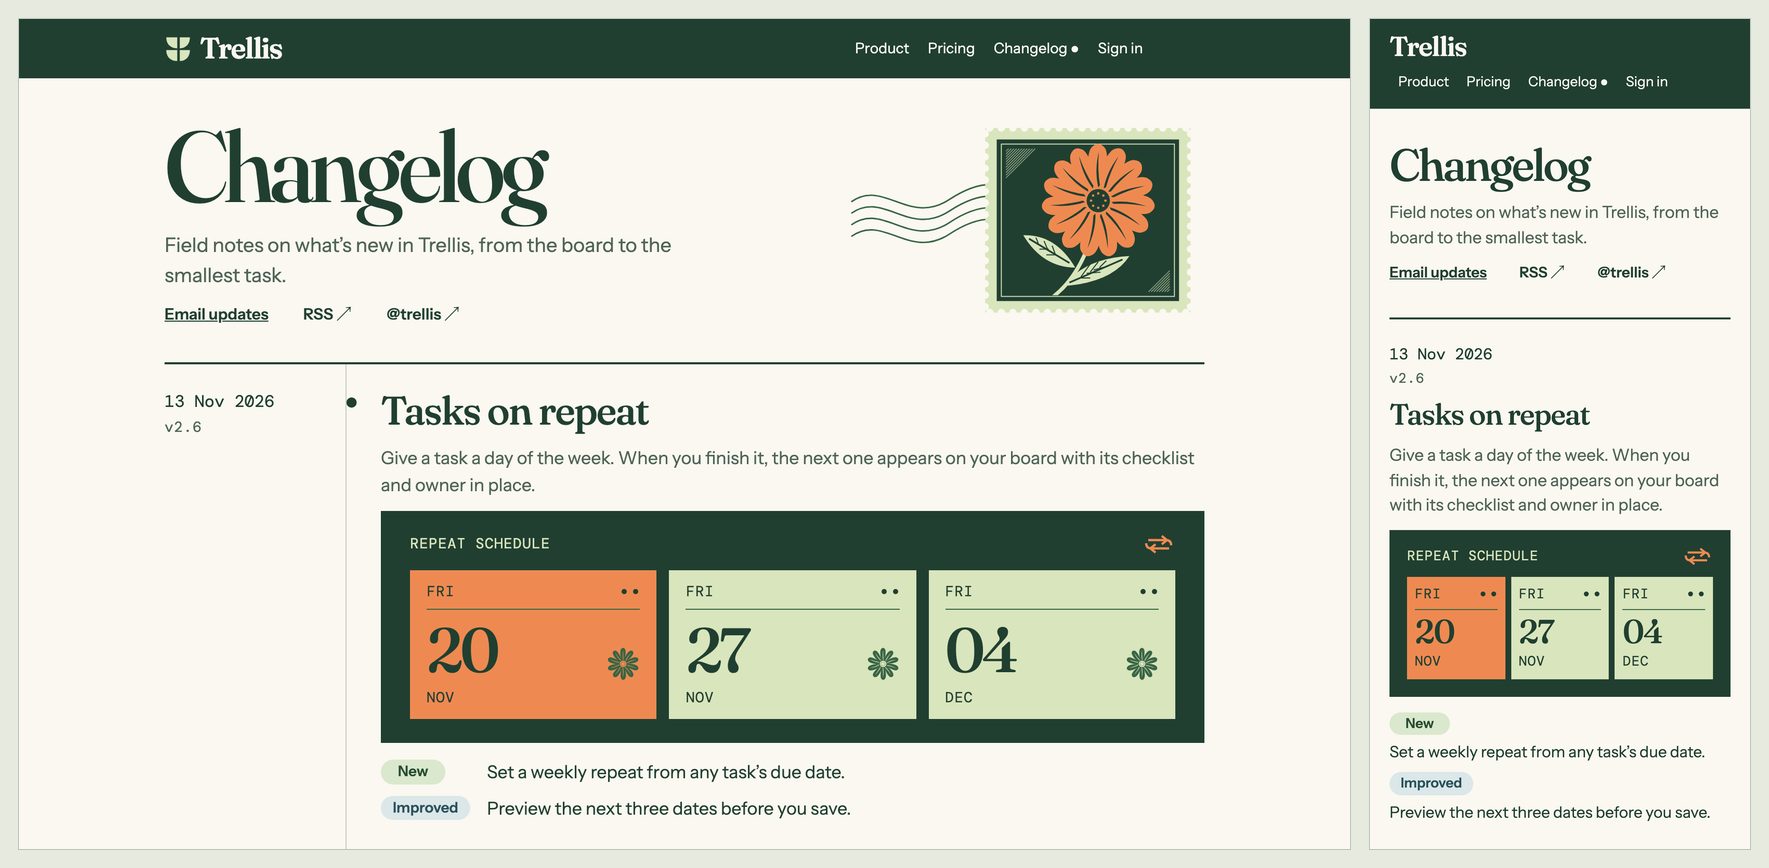 Trellis
Product Pricing Changelog Sign in
Changelog
Field notes on what’s new in Trellis, from the board to the
smallest task.
Email updates RSS ↗ @trellis ↗
13 Nov 2026
v2.6
Tasks on repeat
Give a task a day of the week. When you finish it, the next one appears on your board with its checklist
and owner in place.
REPEAT SCHEDULE
FRI
20
NOV
FRI
27
NOV
FRI
04
DEC
New Set a weekly repeat from any task’s due date.
Improved Preview the next three dates before you save.
Trellis
Product Pricing Changelog Sign in
Changelog
Field notes on what’s new in Trellis, from the
board to the smallest task.
Email updates RSS ↗ @trellis ↗
13 Nov 2026
v2.6
Tasks on repeat
Give a task a day of the week. When you
finish it, the next one appears on your board
with its checklist and owner in place.
REPEAT SCHEDULE
FRI
20
NOV
FRI
27
NOV
FRI
04
DEC
New
Set a weekly repeat from any task’s due date.
Improved
Preview the next three dates before you save.